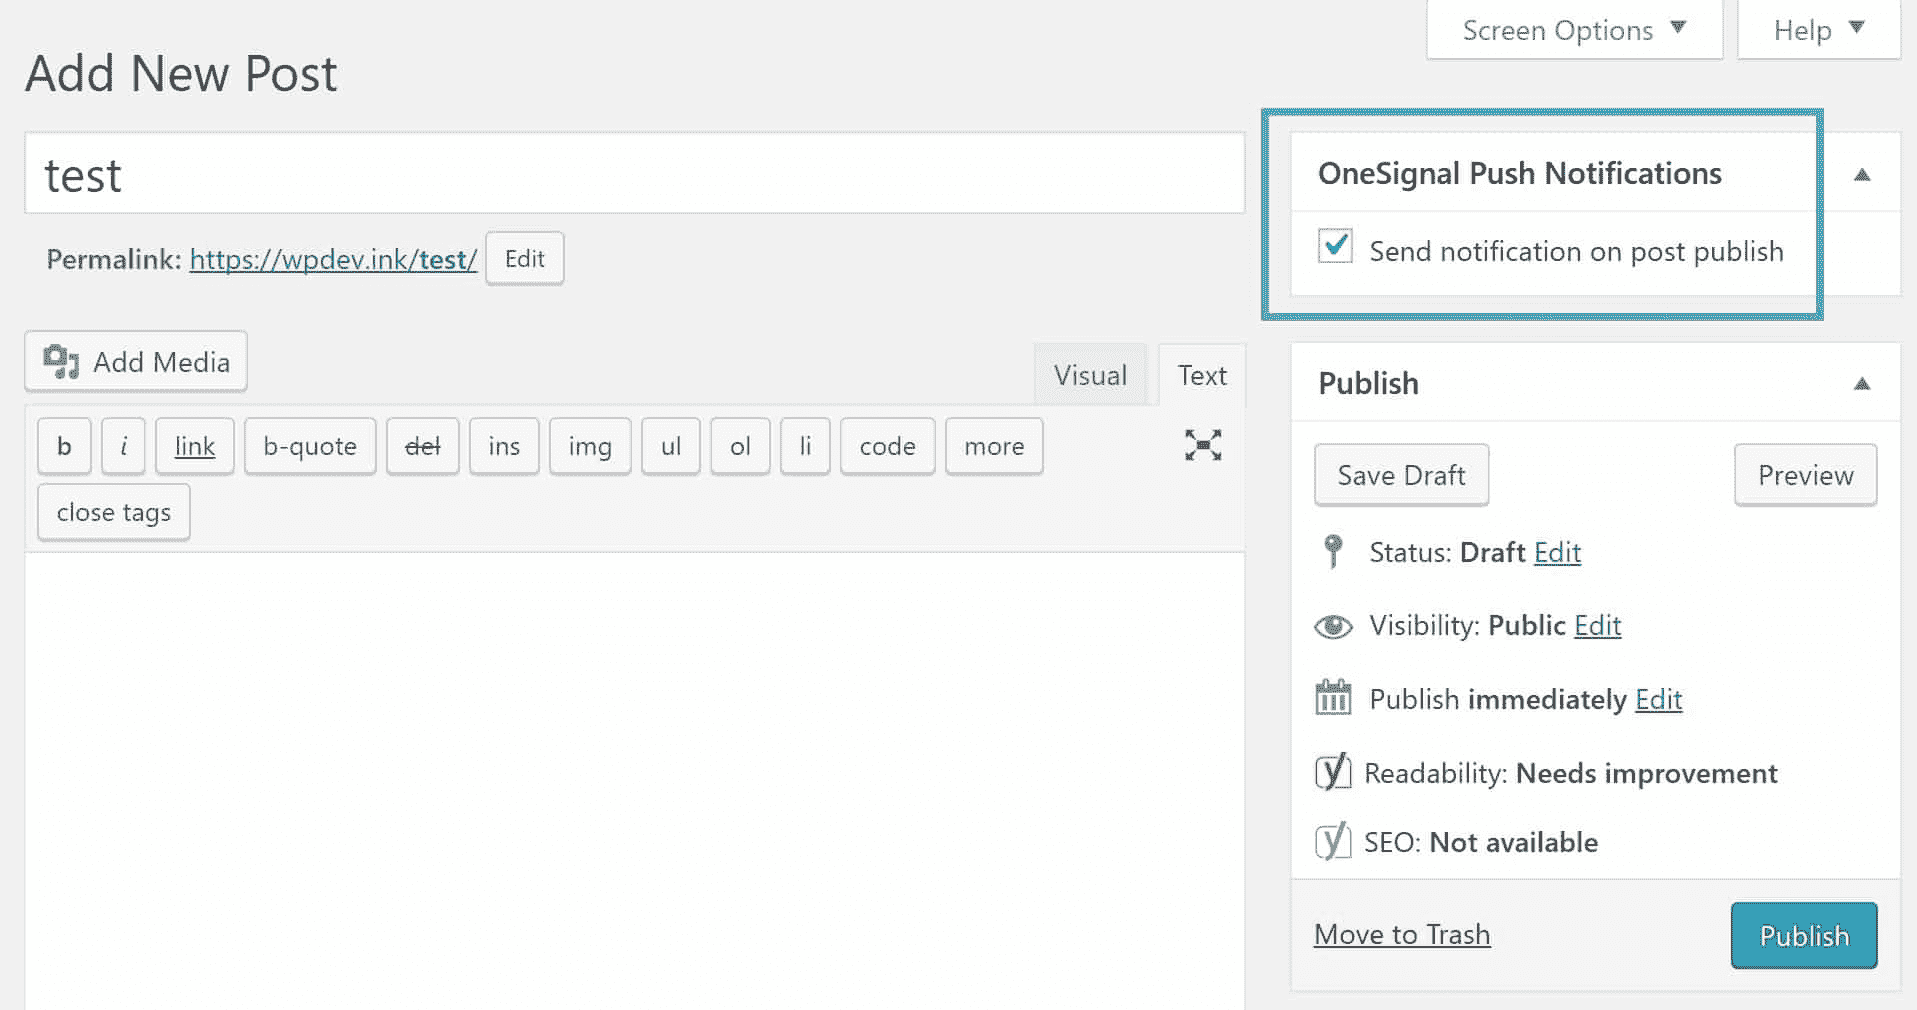 Screen Options
Help
Add New Post
test
Permalink: https://wpdev.ink/test/ Edit
OneSignal Push Notifications
Send notification on post publish
Add Media
Visual
Text
b i link b-quote del ins img ul ol li code more
close tags
Publish
Save Draft
Preview
Status: Draft Edit
Visibility: Public Edit
Publish immediately Edit
Readability: Needs improvement
SEO: Not available
Move to Trash
Publish